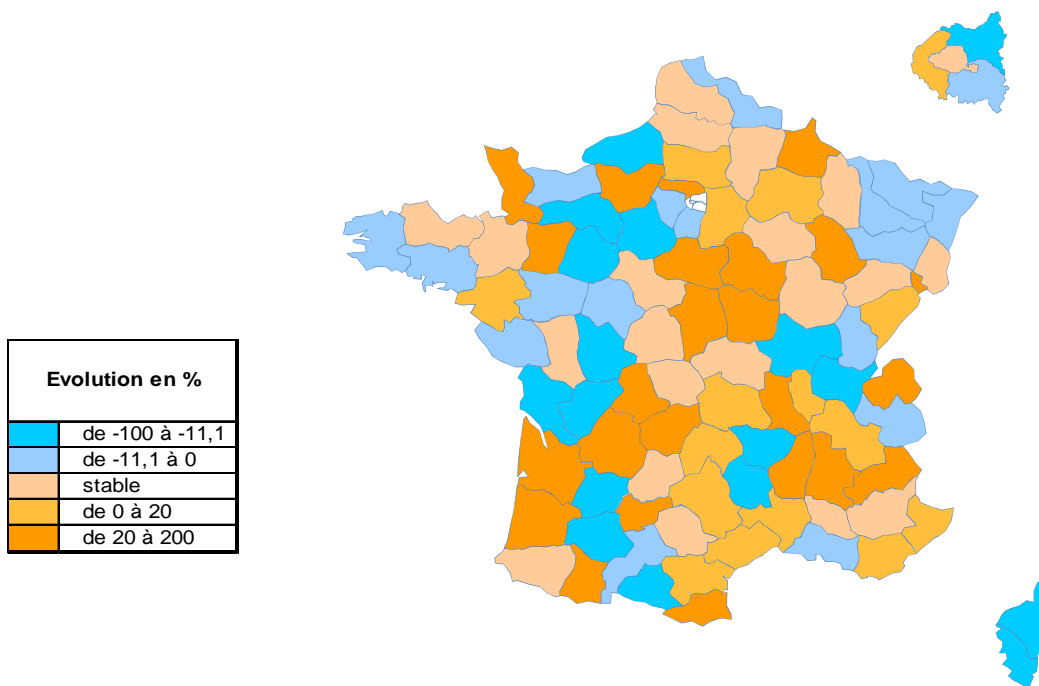 Evolution en %
de -100 à -11,1
de -11,1 à 0
stable
de 0 à 20
de 20 à 200